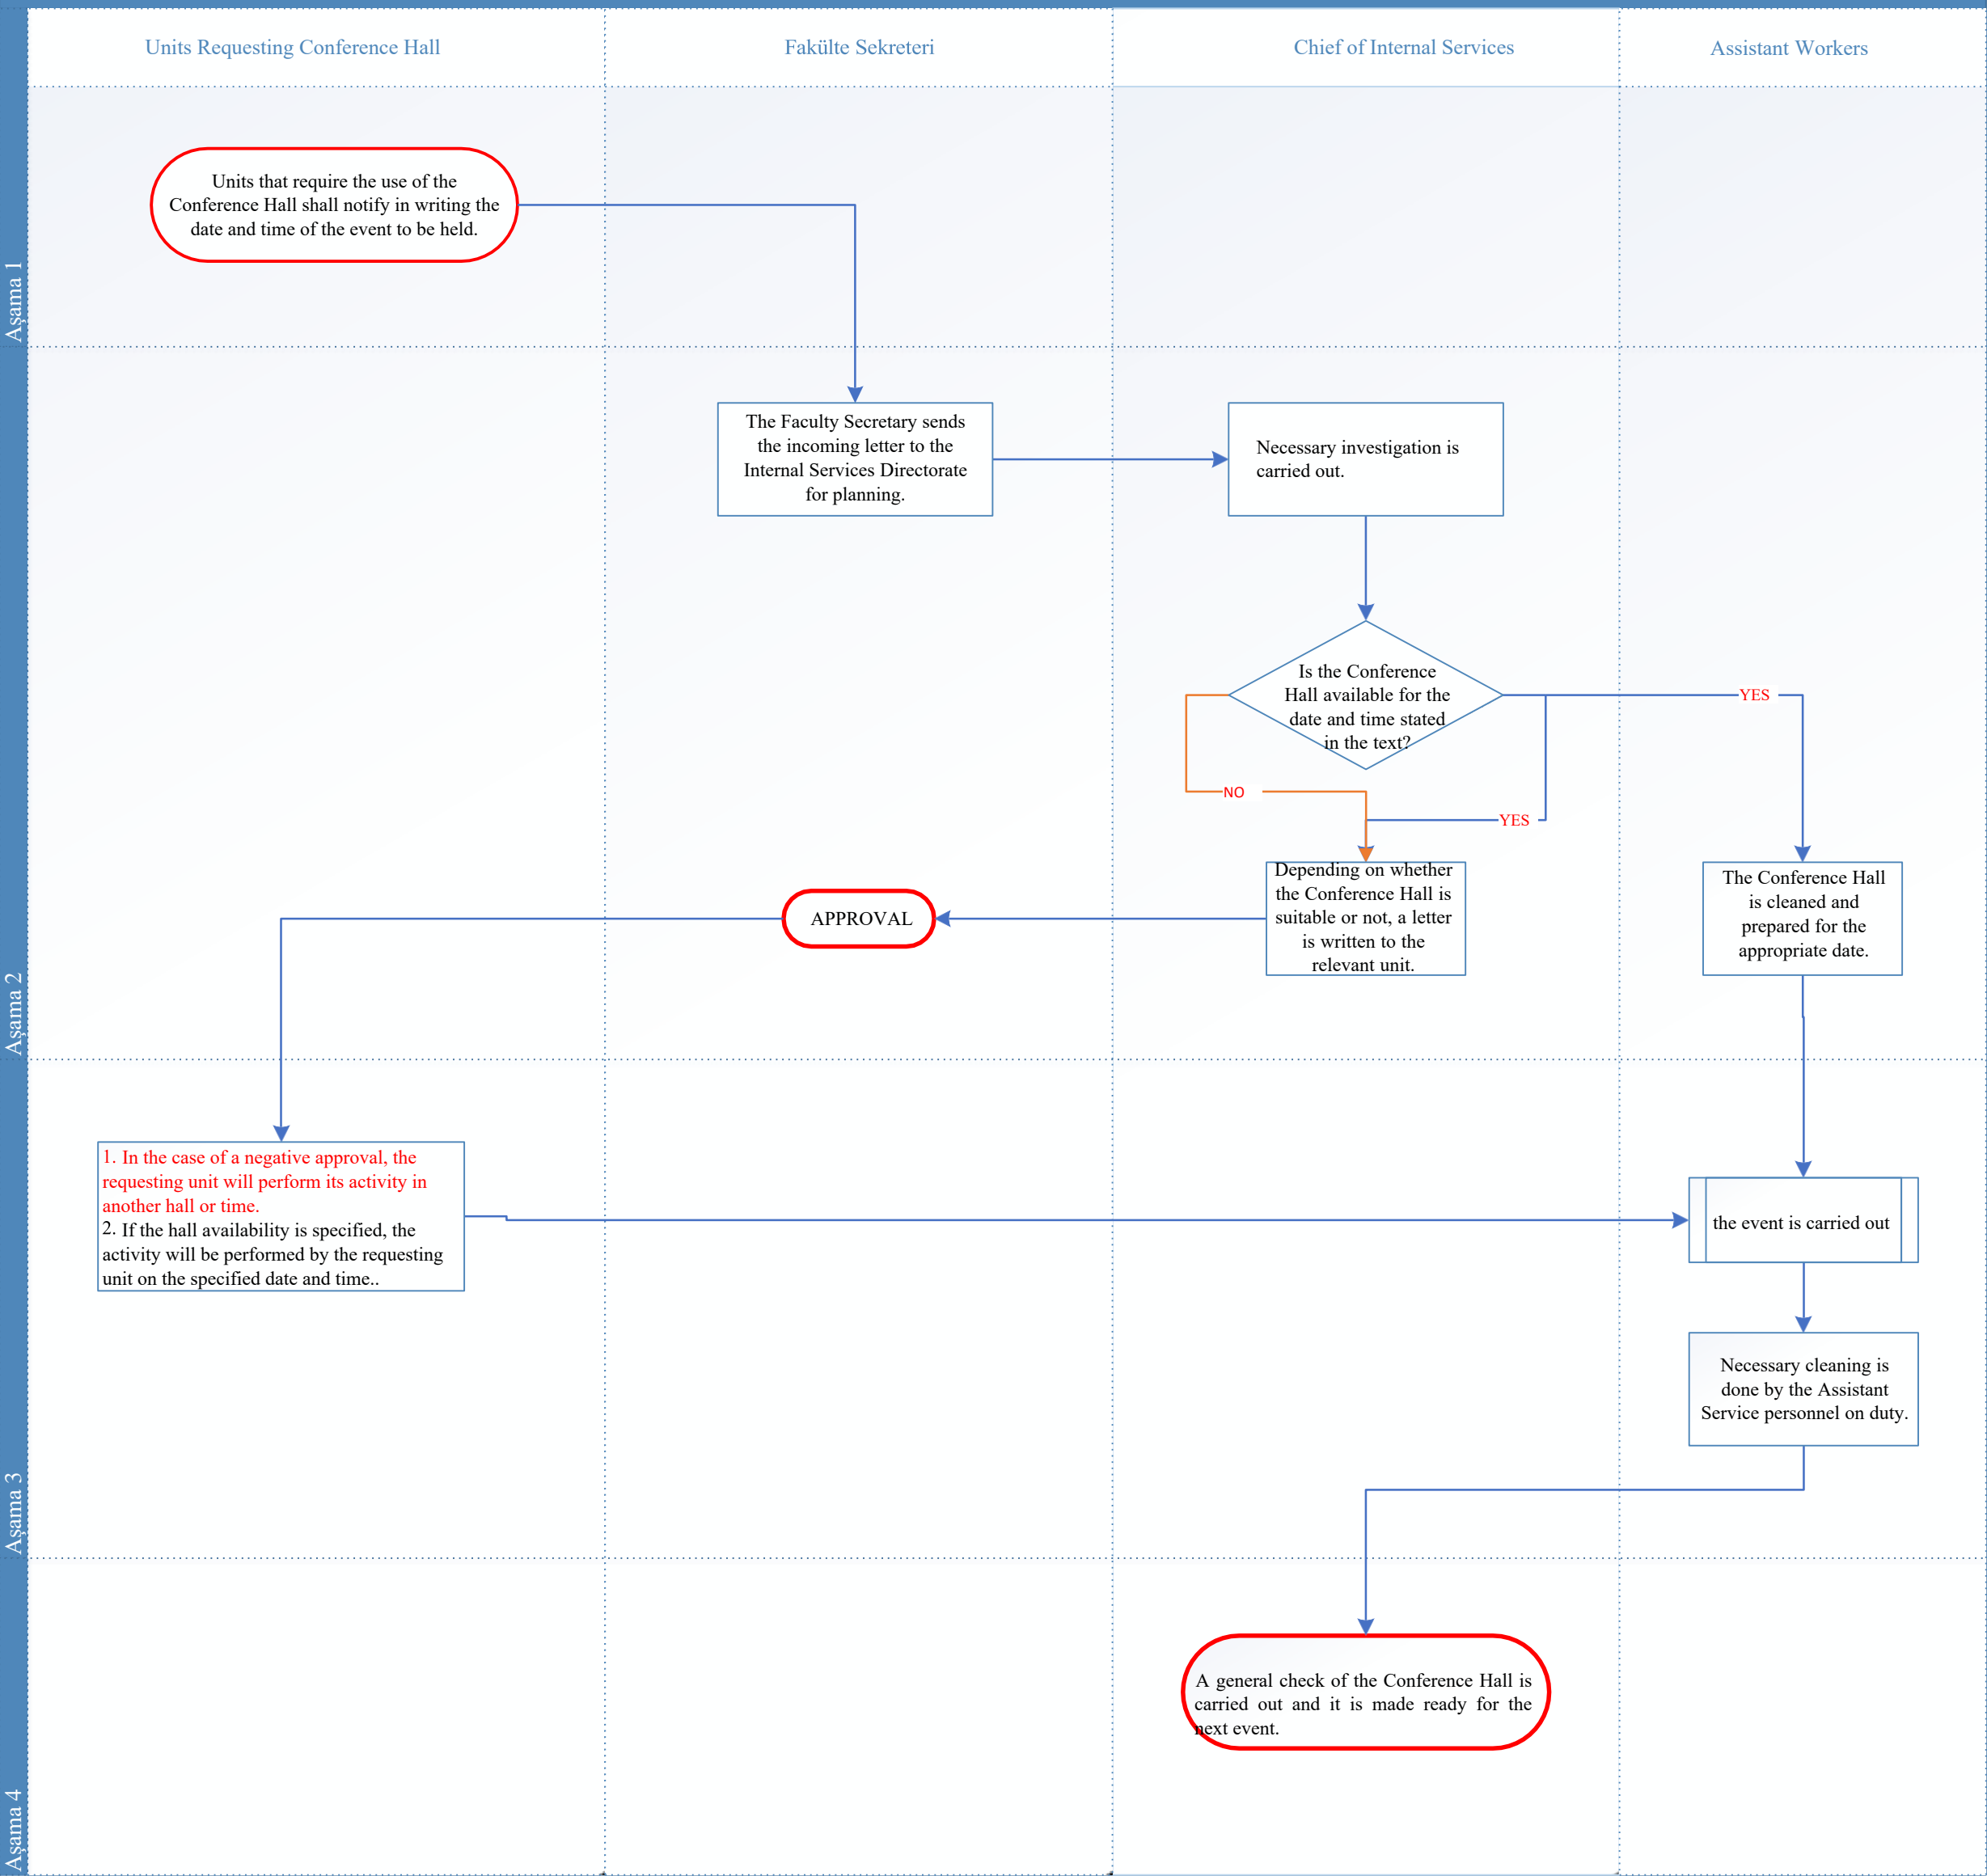 Units Requesting Conference Hall
Fakülte Sekreteri
Chief of Internal Services
Assistant Workers
Aşama 1
Units that require the use of the
Conference Hall shall notify in writing the
date and time of the event to be held.
Aşama 2
The Faculty Secretary sends
the incoming letter to the
Internal Services Directorate
for planning.
Necessary investigation is
carried out.
Is the Conference
Hall available for the
date and time stated
in the text?
YES
NO
YES
Depending on whether
the Conference Hall is
suitable or not, a letter
is written to the
relevant unit.
APPROVAL
The Conference Hall
is cleaned and
prepared for the
appropriate date.
Aşama 3
1. In the case of a negative approval, the
requesting unit will perform its activity in
another hall or time.
2. If the hall availability is specified, the
activity will be performed by the requesting
unit on the specified date and time..
the event is carried out
Necessary cleaning is
done by the Assistant
Service personnel on duty.
Aşama 4
A general check of the Conference Hall is
carried out and it is made ready for the
next event.